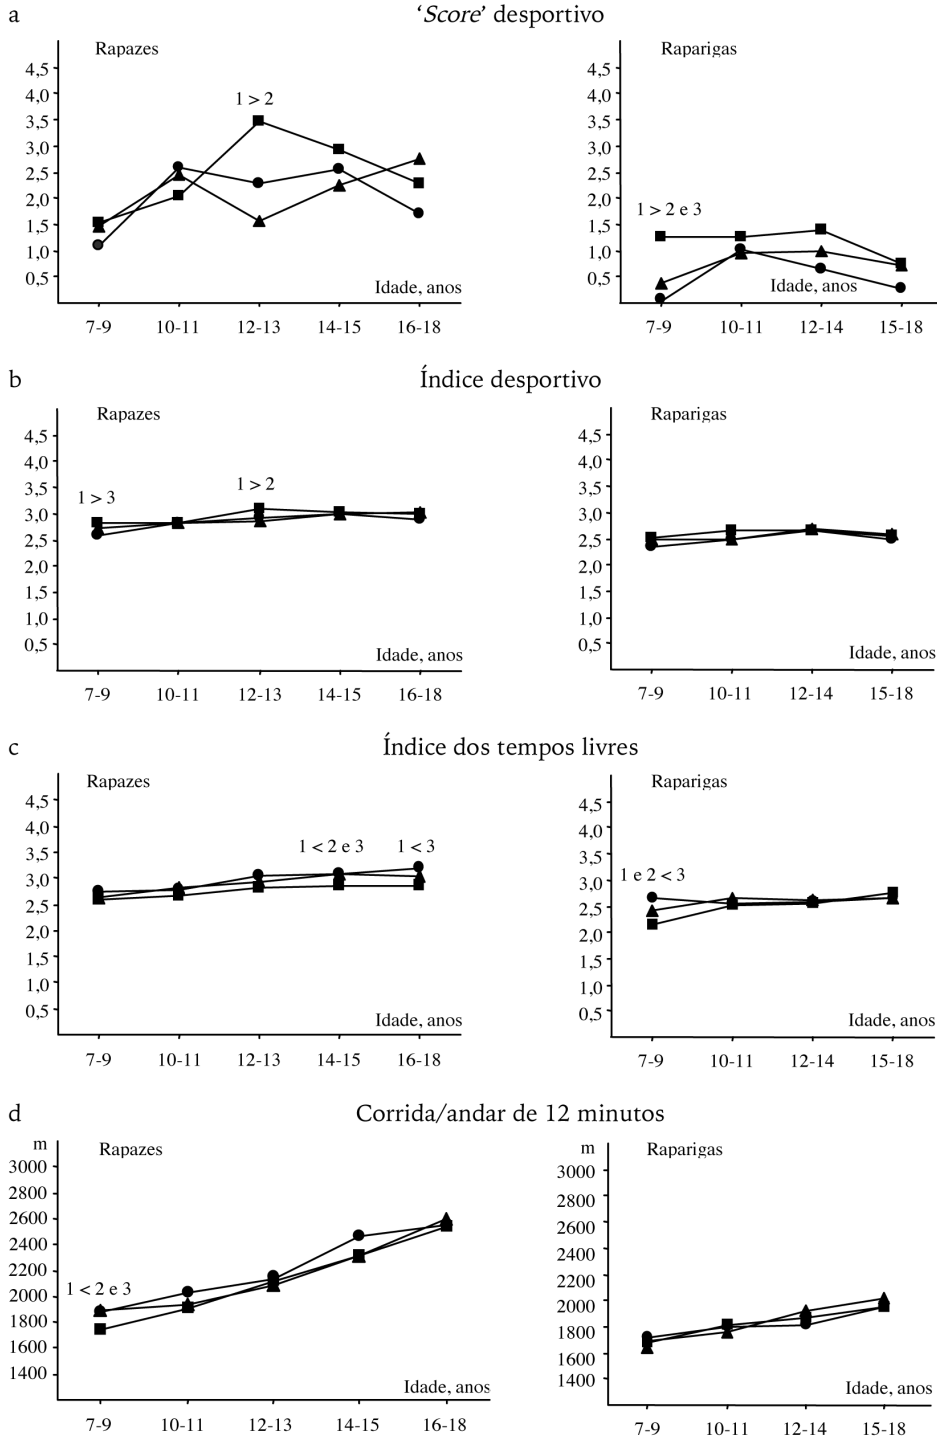 a
‘Score’ desportivo
Rapazes
4,5
4,0
3,5
3,0
2,5
2,0
1,5
1,0
0,5
1 > 2
Idade, anos
7-9 10-11 12-13 14-15 16-18
Raparigas
4,5
4,0
3,5
3,0
2,5
2,0
1,5
1,0
0,5
1 > 2 e 3
Idade, anos
7-9 10-11 12-14 15-18
b
Índice desportivo
Rapazes
4,5
4,0
3,5
3,0
2,5
2,0
1,5
1,0
0,5
1 > 3
1 > 2
Idade, anos
7-9 10-11 12-13 14-15 16-18
Raparigas
4,5
4,0
3,5
3,0
2,5
2,0
1,5
1,0
0,5
Idade, anos
7-9 10-11 12-14 15-18
c
Índice dos tempos livres
Rapazes
4,5
4,0
3,5
3,0
2,5
2,0
1,5
1,0
0,5
1 < 2 e 3
1 < 3
Idade, anos
7-9 10-11 12-13 14-15 16-18
Raparigas
4,5
4,0
3,5
3,0
2,5
2,0
1,5
1,0
0,5
1 e 2 < 3
Idade, anos
7-9 10-11 12-14 15-18
d
Corrida/andar de 12 minutos
m
Rapazes
3000
2800
2600
2400
2200
2000
1800
1600
1400
1 < 2 e 3
Idade, anos
7-9 10-11 12-13 14-15 16-18
m
Raparigas
3000
2800
2600
2400
2200
2000
1800
1600
1400
Idade, anos
7-9 10-11 12-14 15-18